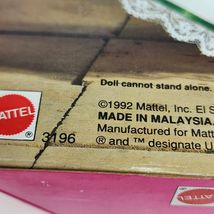 Doll cannot stand alone.
©1992 Mattel, Inc. El S
MADE IN MALAYSIA.
Manufactured for Matt
® and ™ designate U
MATTEL
3196
MATTEL